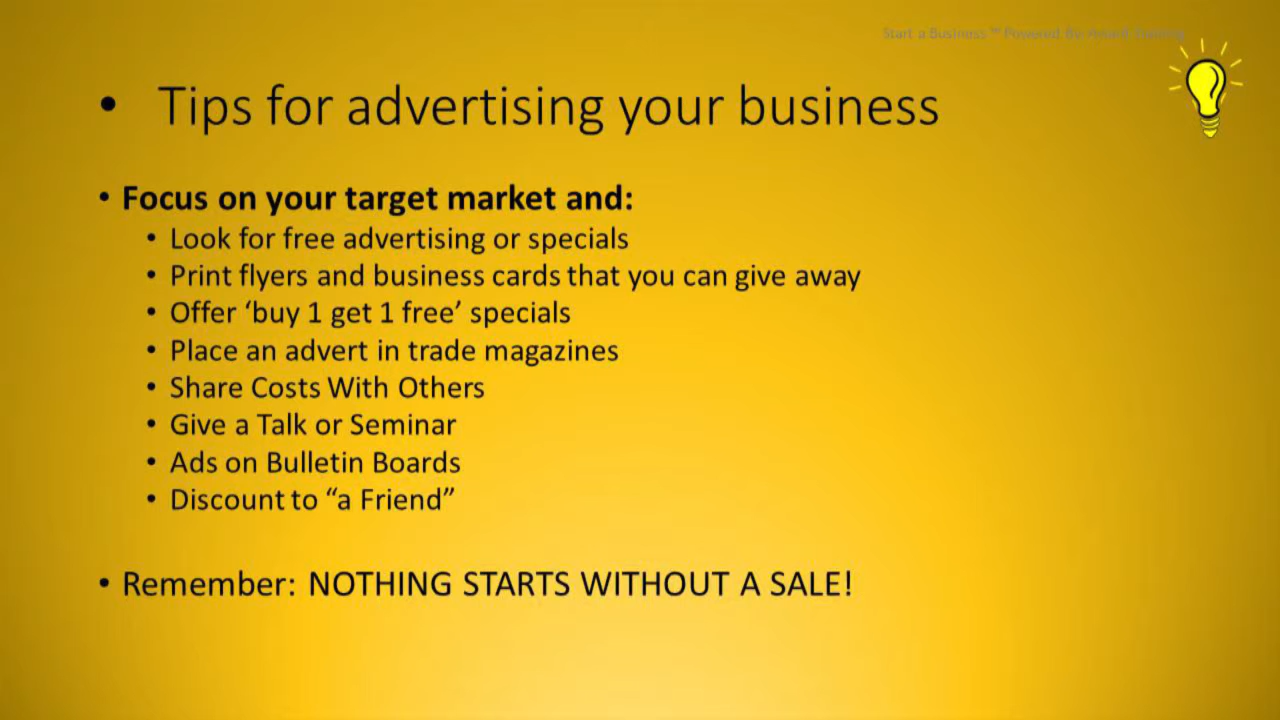 Start a Business ™ Powered By Award Training
• Tips for advertising your business
• Focus on your target market and:
• Look for free advertising or specials
• Print flyers and business cards that you can give away
• Offer ‘buy 1 get 1 free’ specials
• Place an advert in trade magazines
• Share Costs With Others
• Give a Talk or Seminar
• Ads on Bulletin Boards
• Discount to “a Friend”
• Remember: NOTHING STARTS WITHOUT A SALE!